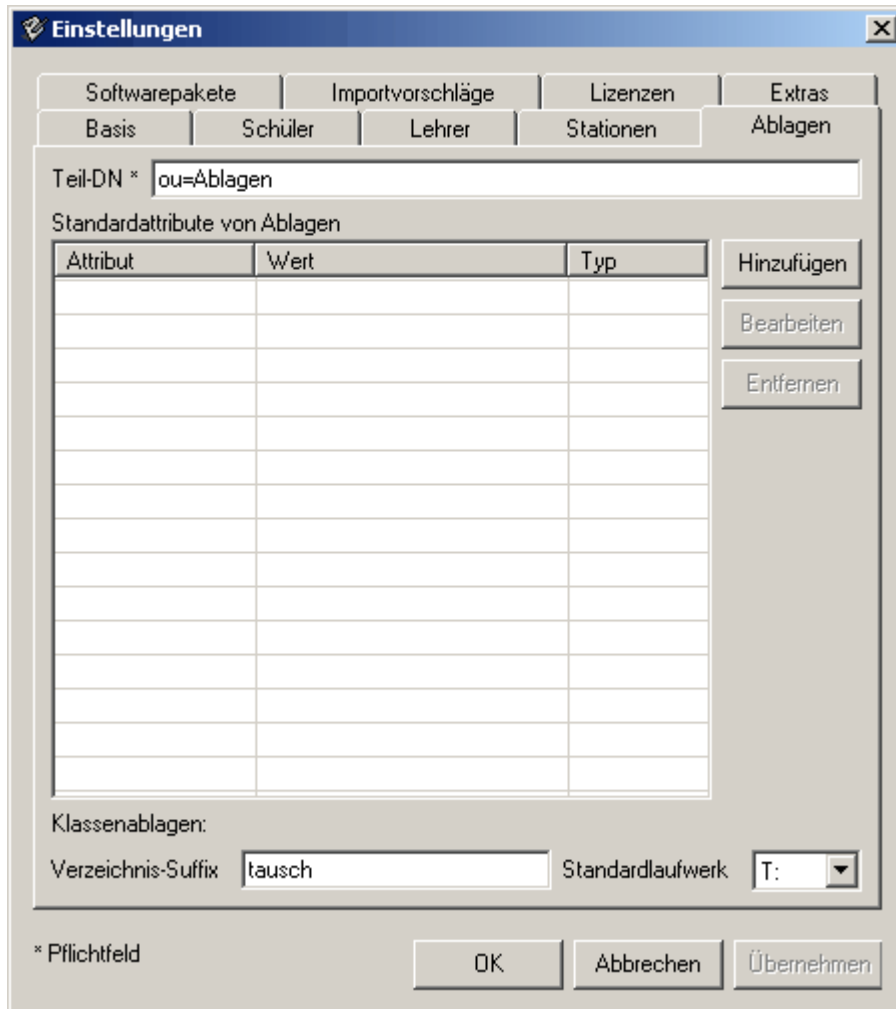 Einstellungen
Softwarepakete Importvorschläge Lizenzen Extras
Basis Schüler Lehrer Stationen Ablagen
Teil-DN * ou=Ablagen
Standardattribute von Ablagen
Attribut Wert Typ Hinzufügen
Bearbeiten
Entfernen
Klassenablagen:
Verzeichnis-Suffix tausch Standardlaufwerk T:
* Pflichtfeld OK Abbrechen Übernehmen